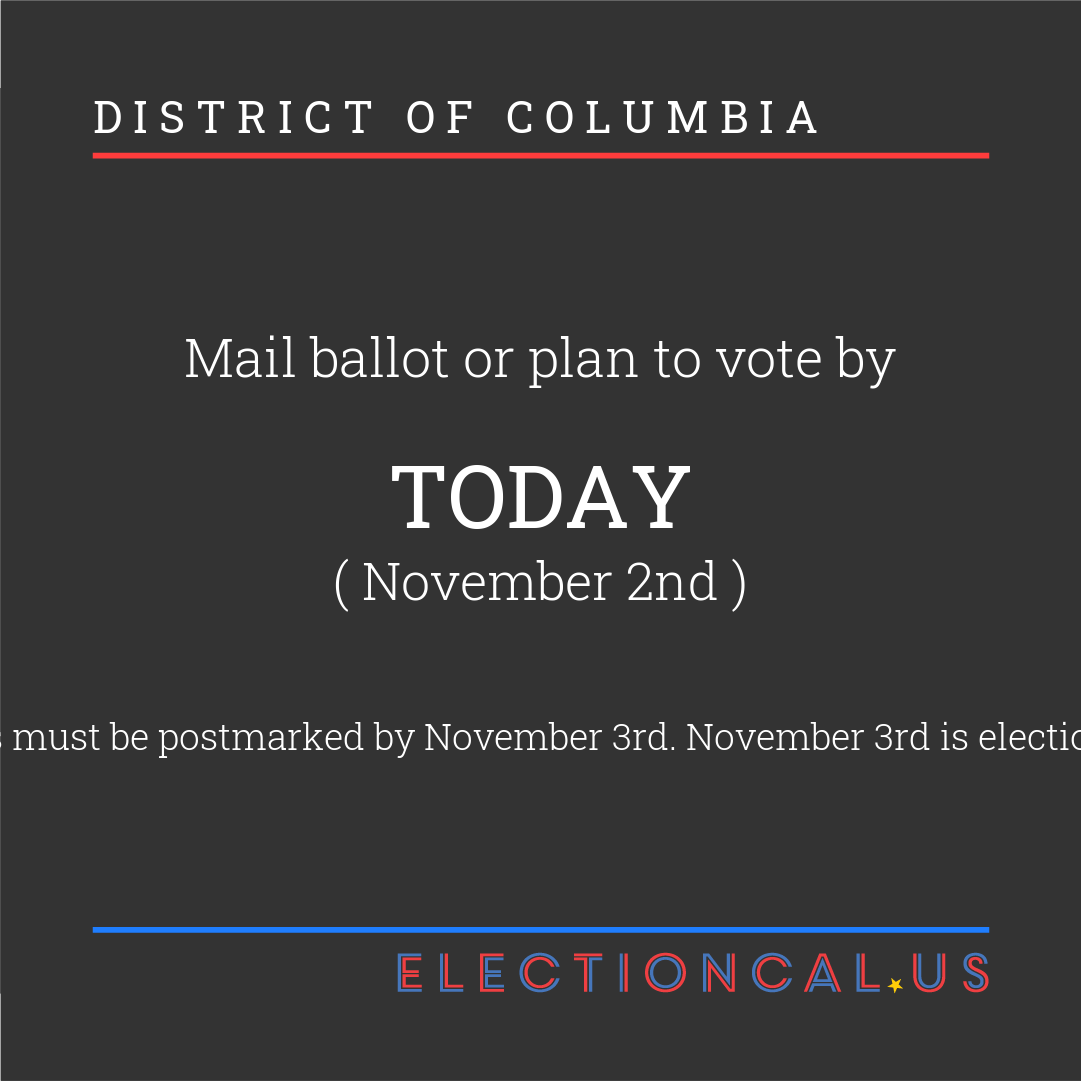 DISTRICT OF COLUMBIA
Mail ballot or plan to vote by
TODAY
( November 2nd )
must be postmarked by November 3rd. November 3rd is
ELECTIONCAL.US